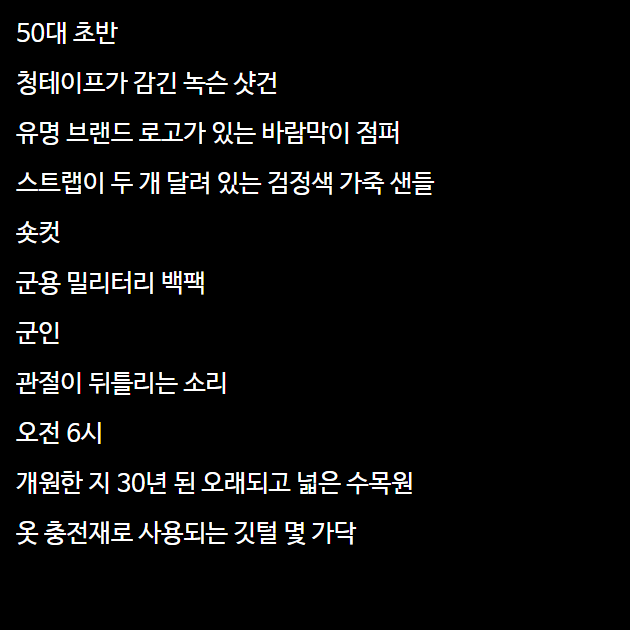 50대 초반
청테이프가 감긴 녹슨 샷건
유명 브랜드 로고가 있는 바람막이 점퍼
스트랩이 두 개 달려 있는 검정색 가죽 샌들
숏컷
군용 밀리터리 백팩
군인
관절이 뒤틀리는 소리
오전 6시
개원한 지 30년 된 오래되고 넓은 수목원
옷 충전재로 사용되는 깃털 몇 가닥